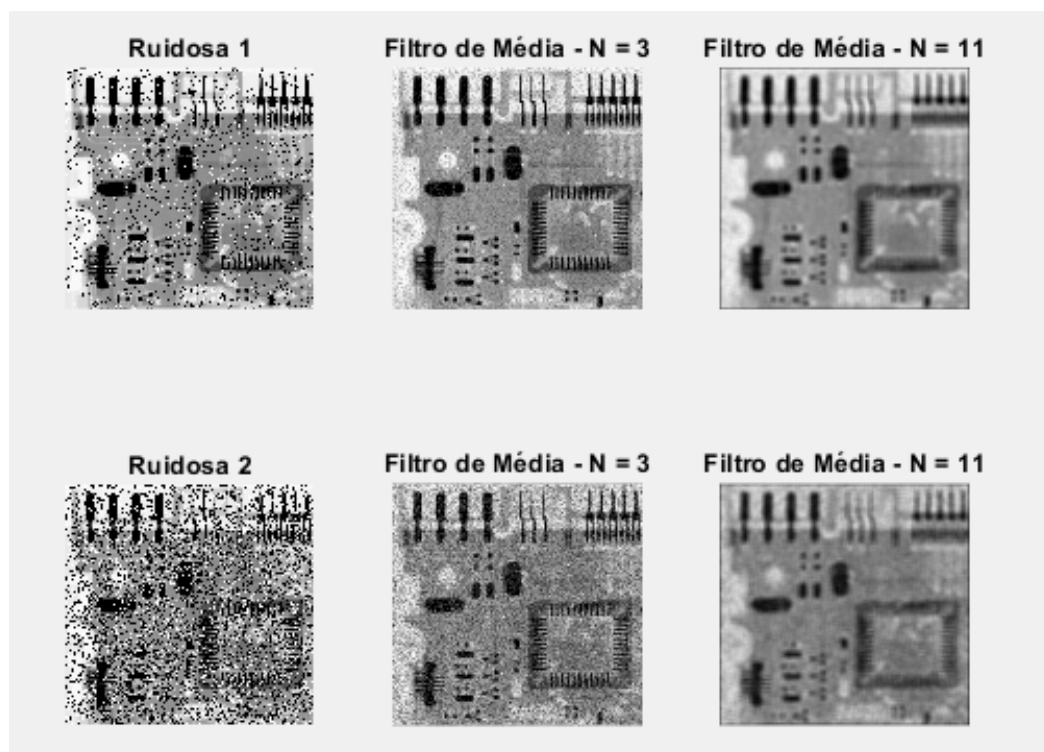 Ruidosa 1
Filtro de Média - N = 3
Filtro de Média - N = 11
Ruidosa 2
Filtro de Média - N = 3
Filtro de Média - N = 11